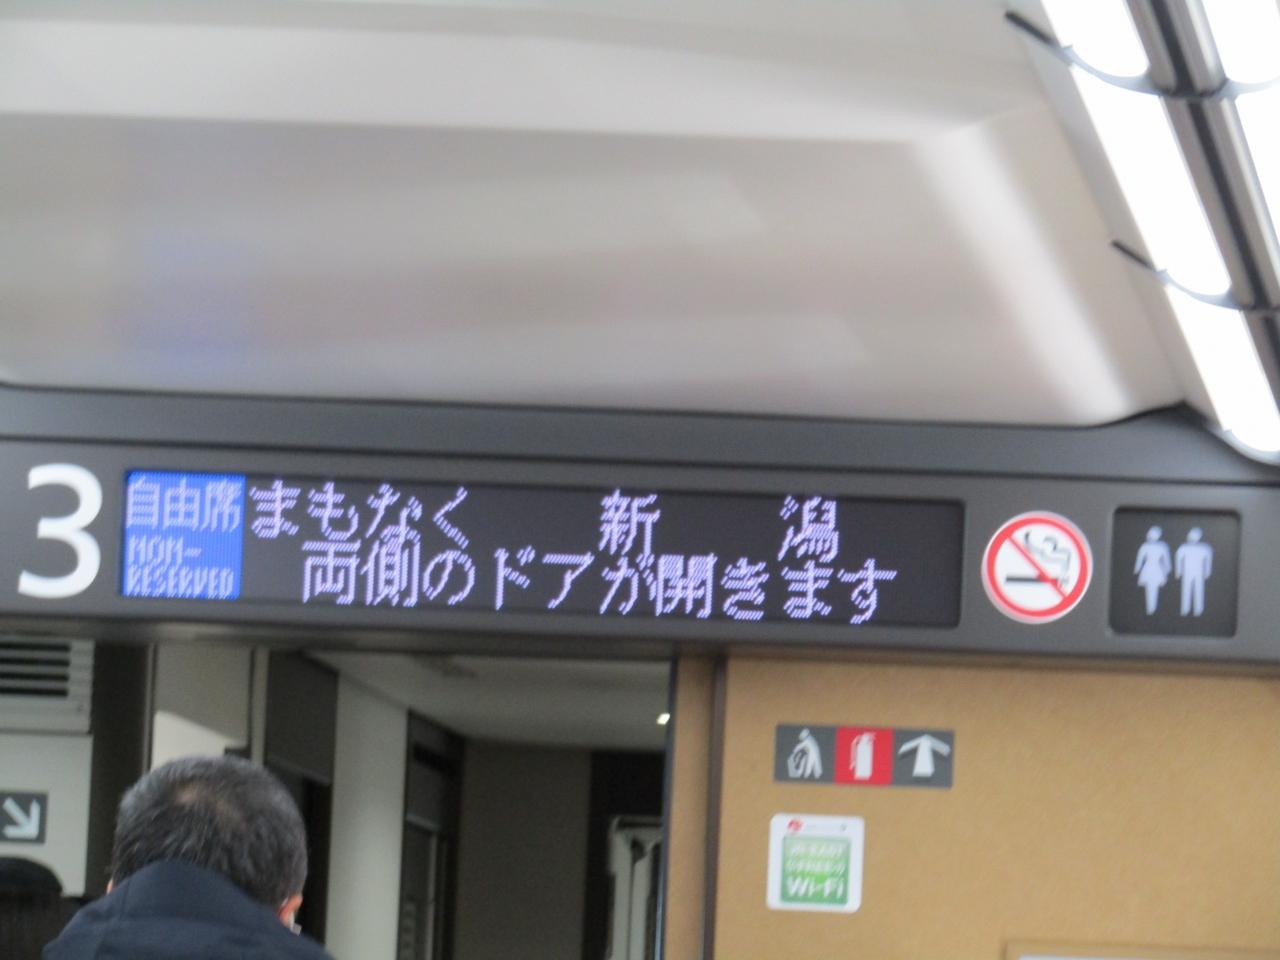 3
自由席
NON-
RESERVED
まもなく 新 潟
両側のドアが開きます
Wi-Fi